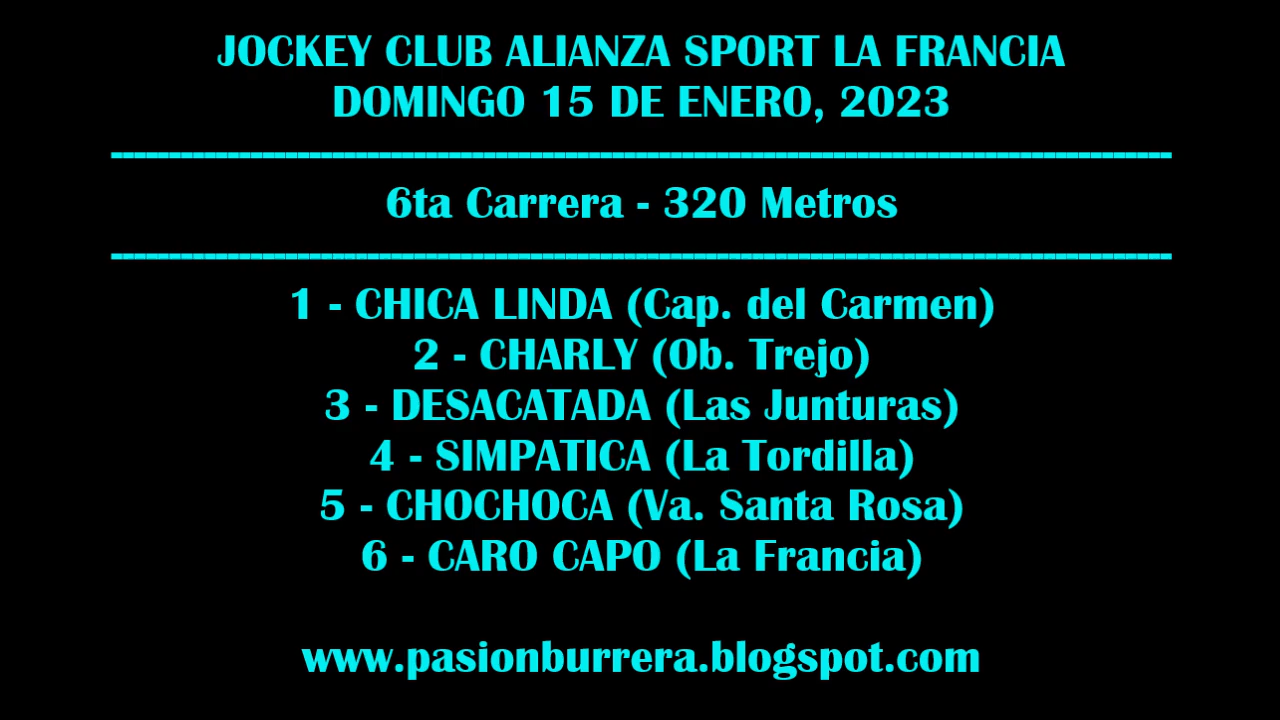 JOCKEY CLUB ALIANZA SPORT LA FRANCIA
DOMINGO 15 DE ENERO, 2023
6ta Carrera - 320 Metros
1 - CHICA LINDA (Cap. del Carmen)
2 - CHARLY (Ob. Trejo)
3 - DESACATADA (Las Junturas)
4 - SIMPATICA (La Tordilla)
5 - CHOCHOCA (Va. Santa Rosa)
6 - CARO CAPO (La Francia)
www.pasionburrera.blogspot.com